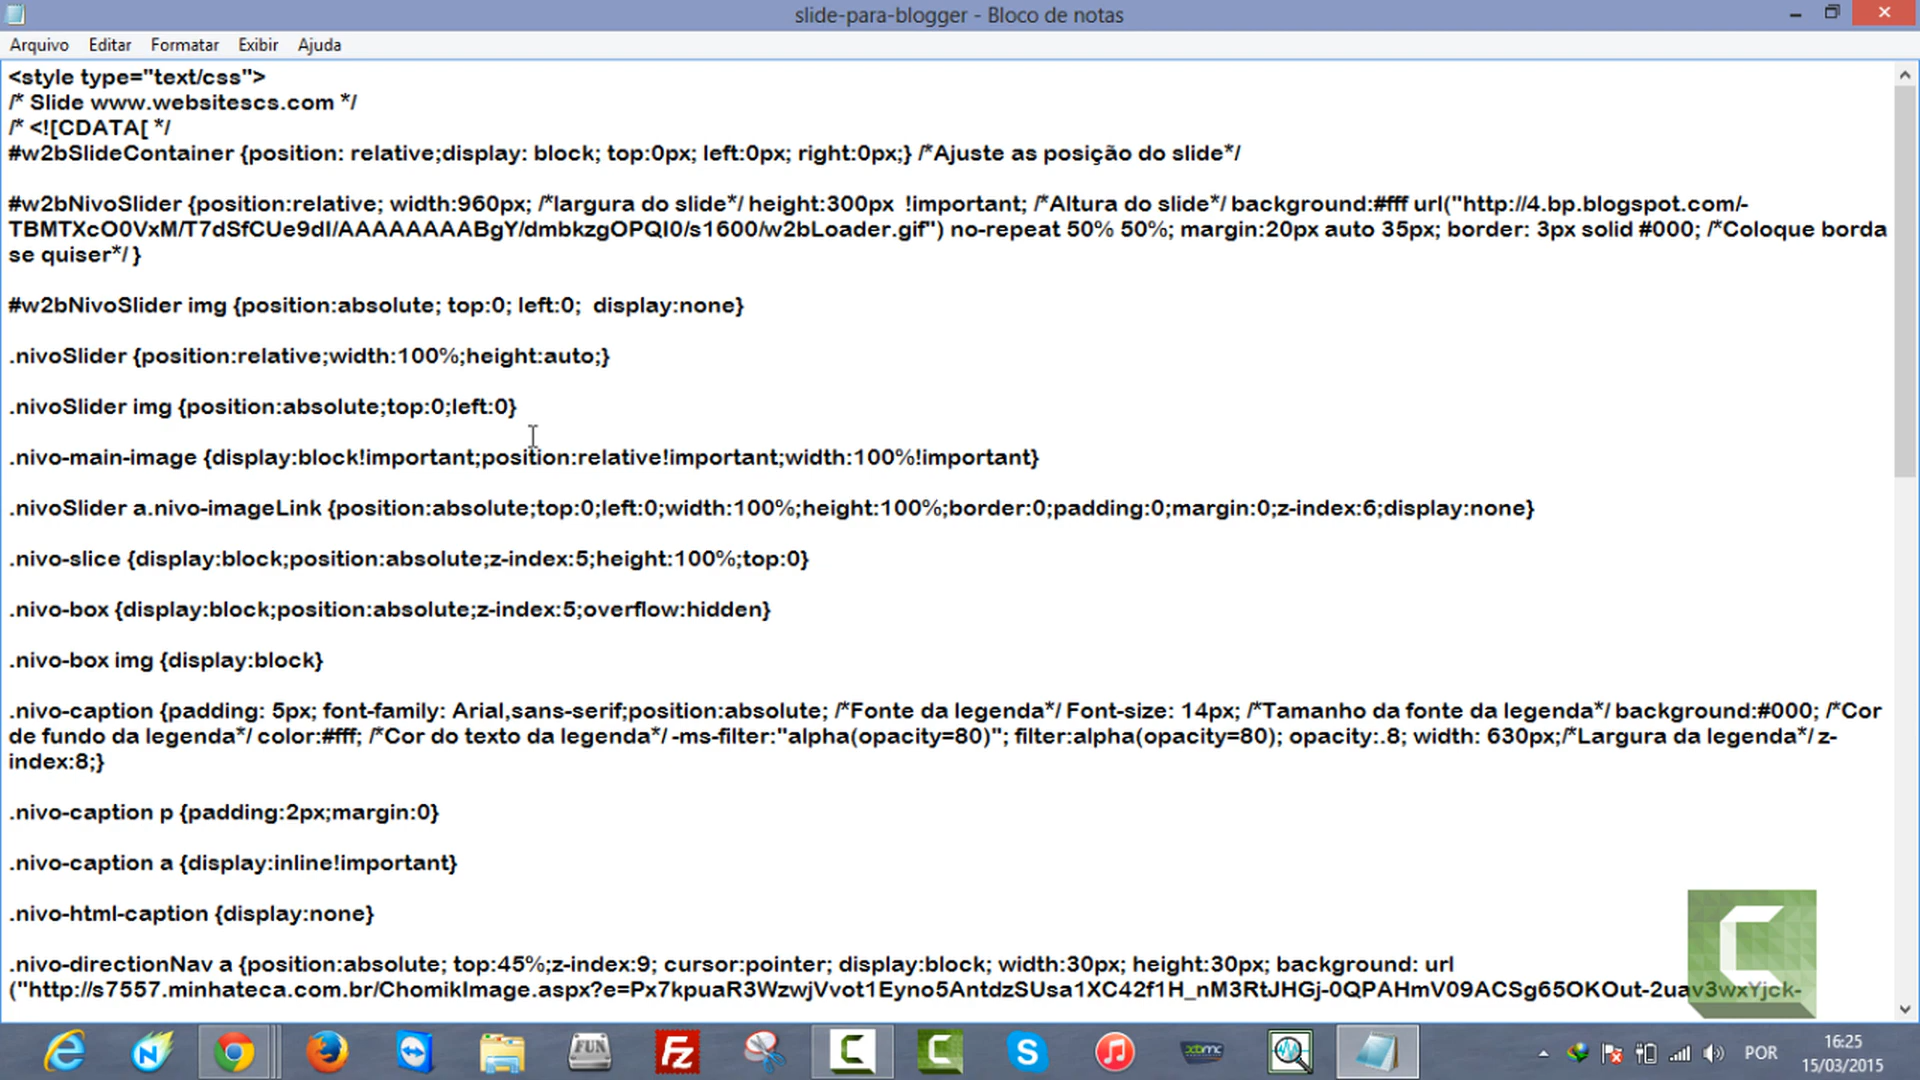 slide-para-blogger - Bloco de notas
Arquivo Editar Formatar Exibir Ajuda
<style type="text/css">
/* Slide www.websitescs.com */
/* <![CDATA[ */
#w2bSlideContainer {position: relative;display: block; top:0px; left:0px; right:0px;} /*Ajuste as posição do slide*/
#w2bNivoSlider {position:relative; width:960px; /*largura do slide*/ height:300px  !important; /*Altura do slide*/ background:#fff url("http://4.bp.blogspot.com/-
TBMTXcO0VxM/T7dSfCUe9dI/AAAAAAAABgY/dmbkzgOPQI0/s1600/w2bLoader.gif") no-repeat 50% 50%; margin:20px auto 35px; border: 3px solid #000; /*Coloque borda
se quiser*/ }
#w2bNivoSlider img {position:absolute; top:0; left:0;  display:none}
.nivoSlider {position:relative;width:100%;height:auto;}
.nivoSlider img {position:absolute;top:0;left:0}
.nivo-main-image {display:block!important;position:relative!important;width:100%!important}
.nivoSlider a.nivo-imageLink {position:absolute;top:0;left:0;width:100%;height:100%;border:0;padding:0;margin:0;z-index:6;display:none}
.nivo-slice {display:block;position:absolute;z-index:5;height:100%;top:0}
.nivo-box {display:block;position:absolute;z-index:5;overflow:hidden}
.nivo-box img {display:block}
.nivo-caption {padding: 5px; font-family: Arial,sans-serif;position:absolute; /*Fonte da legenda*/ Font-size: 14px; /*Tamanho da fonte da legenda*/ background:#000; /*Cor
de fundo da legenda*/ color:#fff; /*Cor do texto da legenda*/ -ms-filter:"alpha(opacity=80)"; filter:alpha(opacity=80); opacity:.8; width: 630px;/*Largura da legenda*/ z-
index:8;}
.nivo-caption p {padding:2px;margin:0}
.nivo-caption a {display:inline!important}
.nivo-html-caption {display:none}
.nivo-directionNav a {position:absolute; top:45%;z-index:9; cursor:pointer; display:block; width:30px; height:30px; background: url
("http://s7557.minhateca.com.br/ChomikImage.aspx?e=Px7kpuaR3WzwjVvot1Eyno5AntdzSUsa1XC42f1H_nM3RtJHGj-0QPAHmV09ACSg65OKOut-2uav3wxYjck-
FUN
Fz
xbmc
POR
16:25
15/03/2015